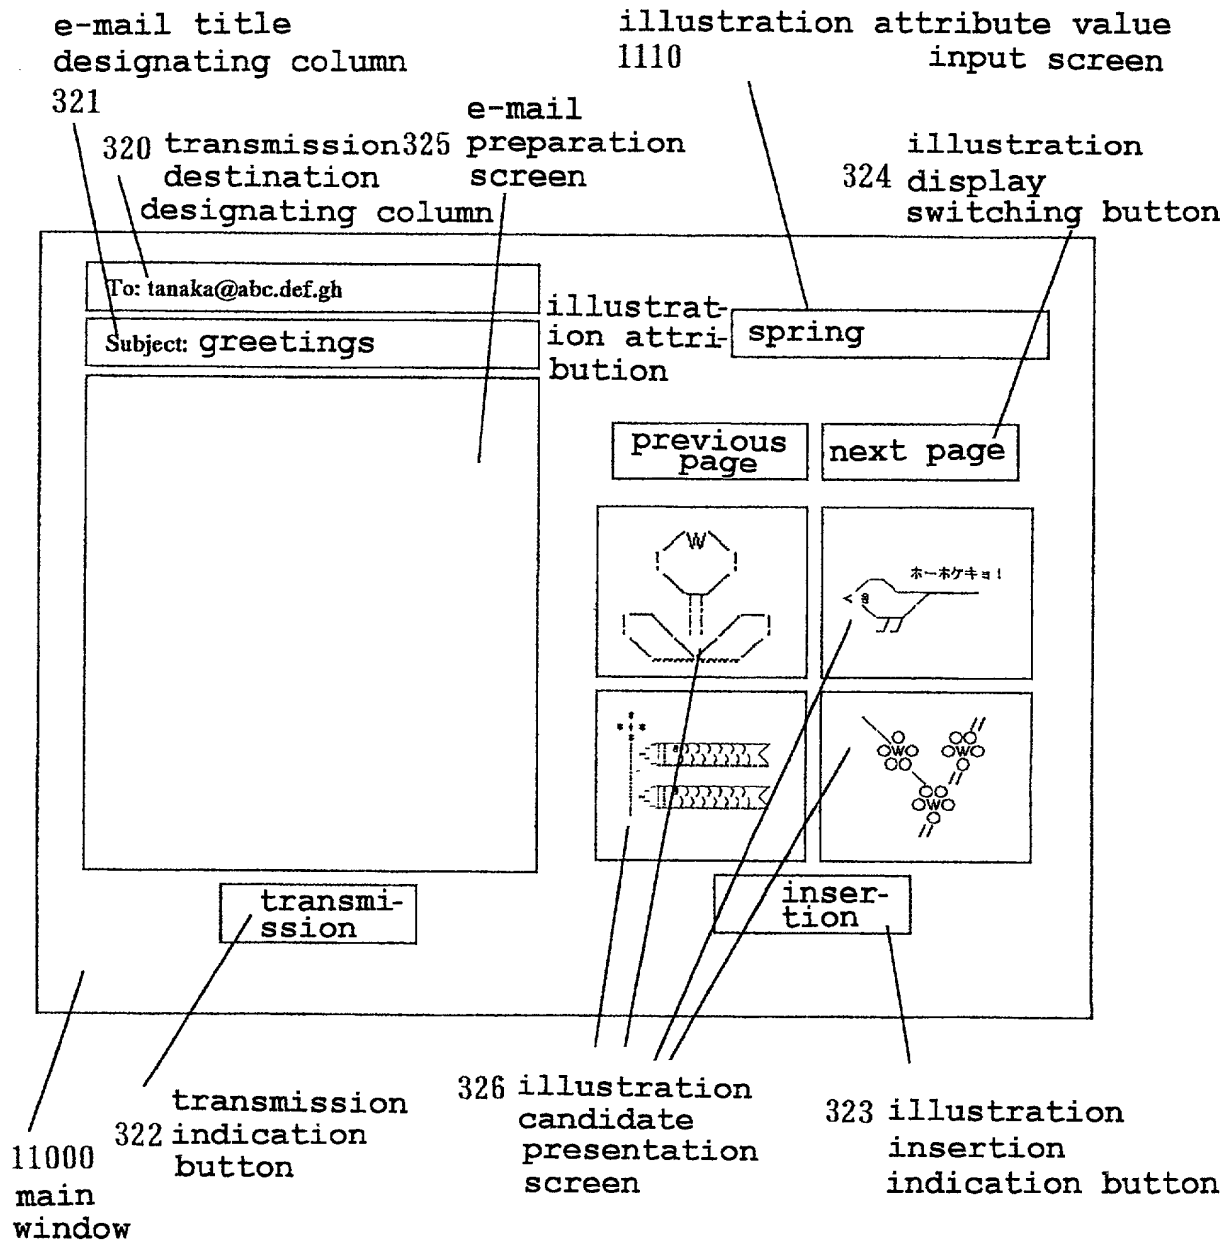 e-mail title
designating column
321
320 transmission
destination
designating column
325 e-mail
preparation
screen
illustration attribute value
1110 input screen
324 illustration
display
switching button
To: tanaka@abc.def.gh
Subject: greetings
illustrat-
ion attri-
bution
spring
previous
page
next page
W
ホーホケキョ!
W W
W
transmi-
ssion
inser-
tion
11000
main
window
322 transmission
indication
button
326 illustration
candidate
presentation
screen
323 illustration
insertion
indication button